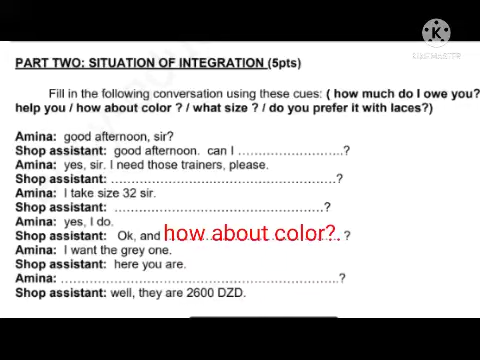 KINEMASTER
PART TWO: SITUATION OF INTEGRATION (5pts)
Fill in the following conversation using these cues: ( how much do I owe you?
help you / how about color ? / what size ? / do you prefer it with laces?)
Amina: good afternoon, sir?
Shop assistant: good afternoon. can I ……………………..?
Amina: yes, sir. I need those trainers, please.
Shop assistant: …………………………………………………?
Amina: I take size 32 sir.
Shop assistant: ………………………………………………?
Amina: yes, I do.
Shop assistant: Ok, and how about color?. ?
Amina: I want the grey one.
Shop assistant: here you are.
Amina: ……………………………………………………………..?
Shop assistant: well, they are 2600 DZD.